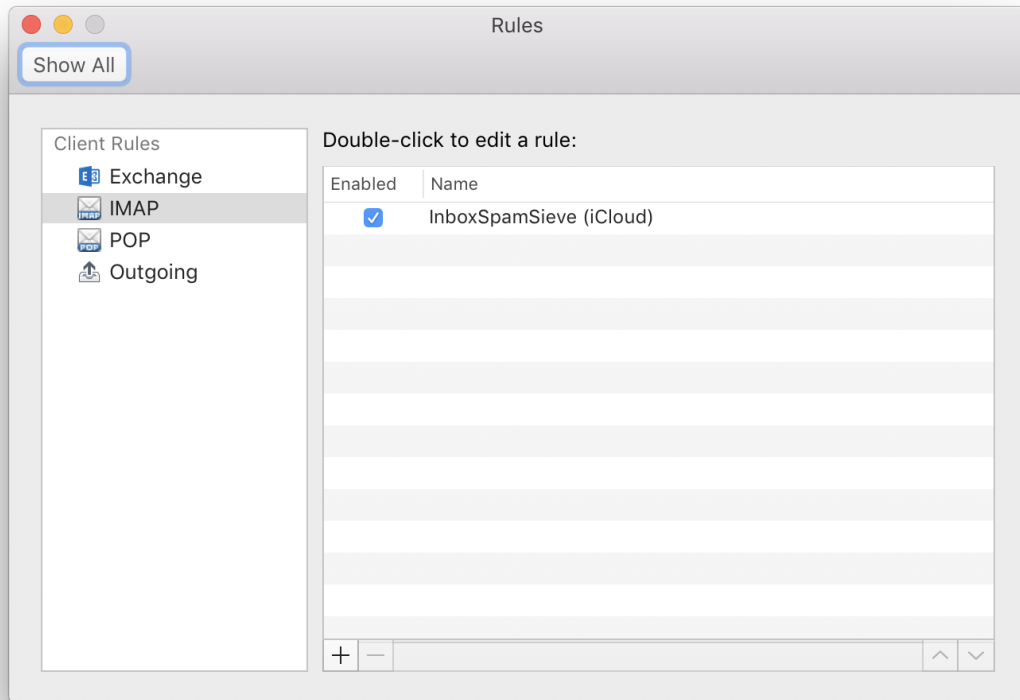 Rules
Show All
Client Rules
Exchange
IMAP
POP
Outgoing
Double-click to edit a rule:
Enabled Name
InboxSpamSieve (iCloud)